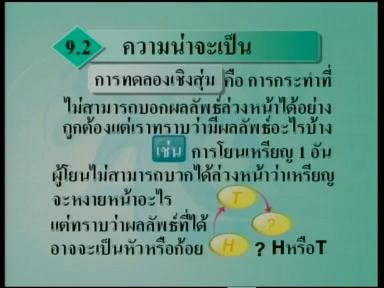 9.2 ความน่าจะเป็น
การทดลองเชิงสุ่ม คือ การกระทำที่
ไม่สามารถบอกผลลัพธ์ล่วงหน้าได้อย่าง
ถูกต้องแต่เราทราบว่ามีผลลัพธ์อะไรบ้าง
เช่น การโยนเหรียญ 1 อัน
ผู้โยนไม่สามารถบวกได้ล่วงหน้าว่าเหรียญ
จะหงายหน้าอะไร T
แต่ทราบว่าผลลัพธ์ที่ได้ ?
อาจจะเป็นหัวหรือก้อย H ? HหรือT